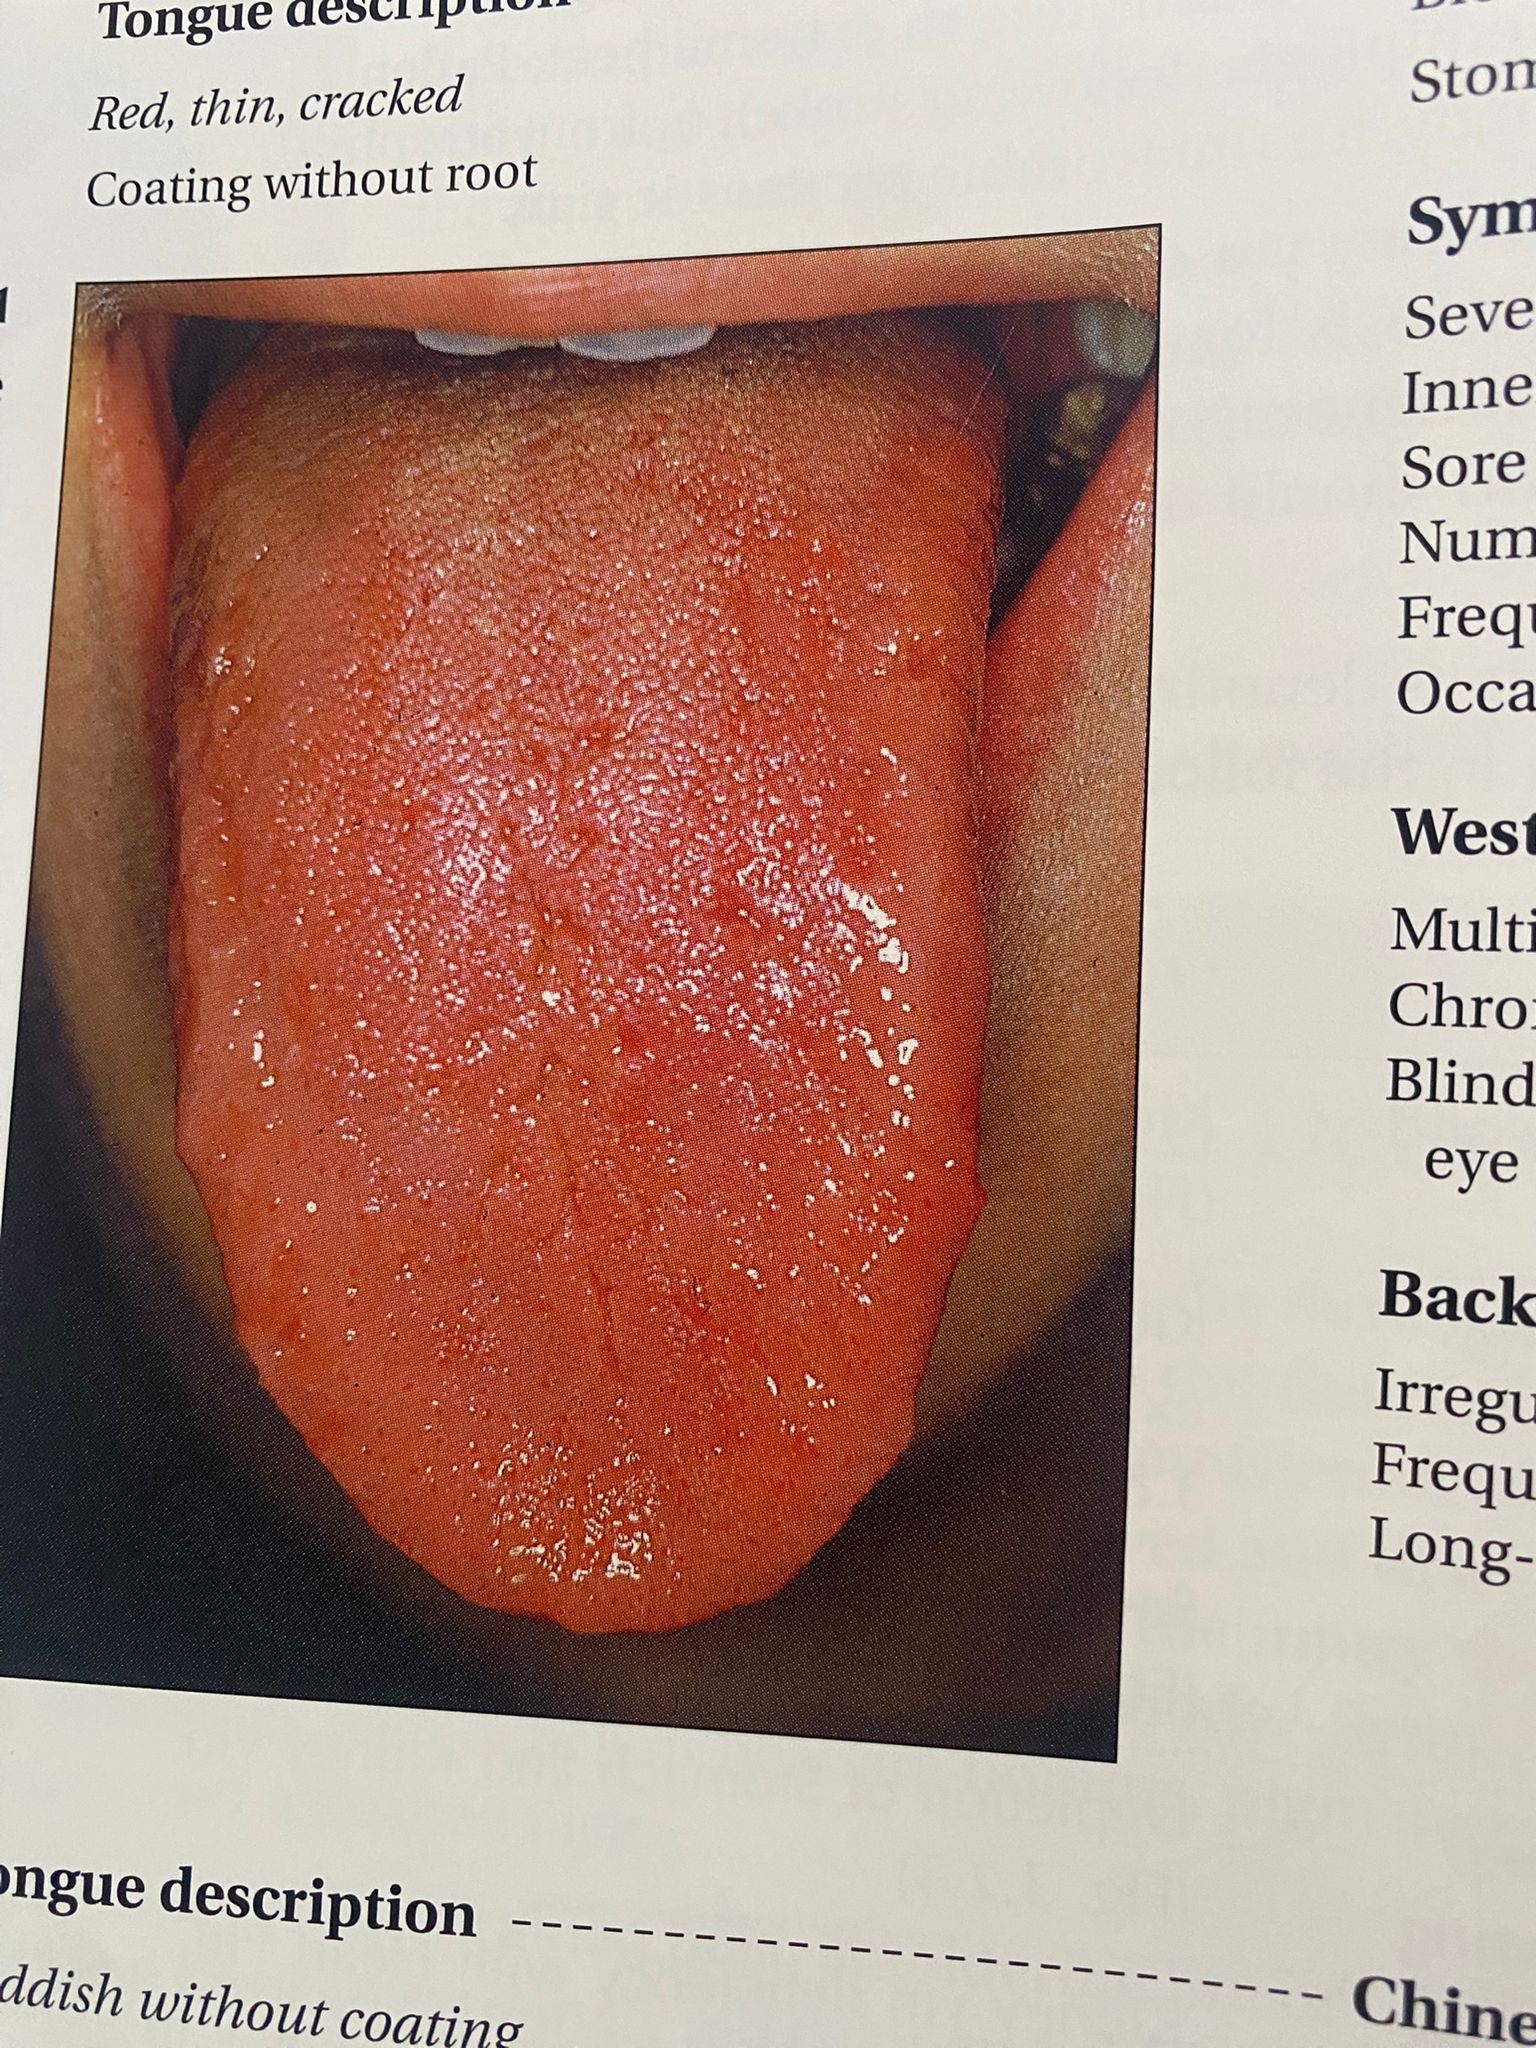 Tongue description
Red, thin, cracked
Coating without root
Stom
Sym
Seve
Inne
Sore
Num
Frequ
Occa
West
Multi
Chro
Blind
eye
Back
Irregu
Frequ
Long-
ongue description
Chine
ddish without coating